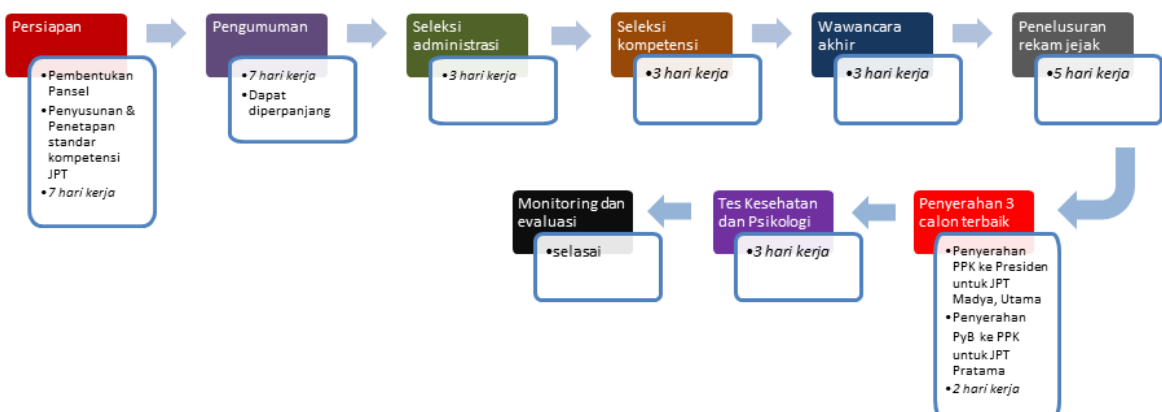 Persiapan
•Pembentukan
Pansel
•Penyusunan &
Penetapan
standar
kompetensi
JPT
•7 hari kerja
Pengumuman
•7 hari kerja
•Dapat
diperpanjang
Seleksi
administrasi
•3 hari kerja
Seleksi
kompetensi
•3 hari kerja
Wawancara
akhir
•3 hari kerja
Penelusuran
rekam jejak
•5 hari kerja
Penyerahan 3
calon terbaik
•Penyerahan
PPK ke Presiden
untuk JPT
Madya, Utama
•Penyerahan
PyB ke PPK
untuk JPT
Pratama
•2 hari kerja
Tes Kesehatan
dan Psikologi
•3 hari kerja
Monitoring dan
evaluasi
•selasai